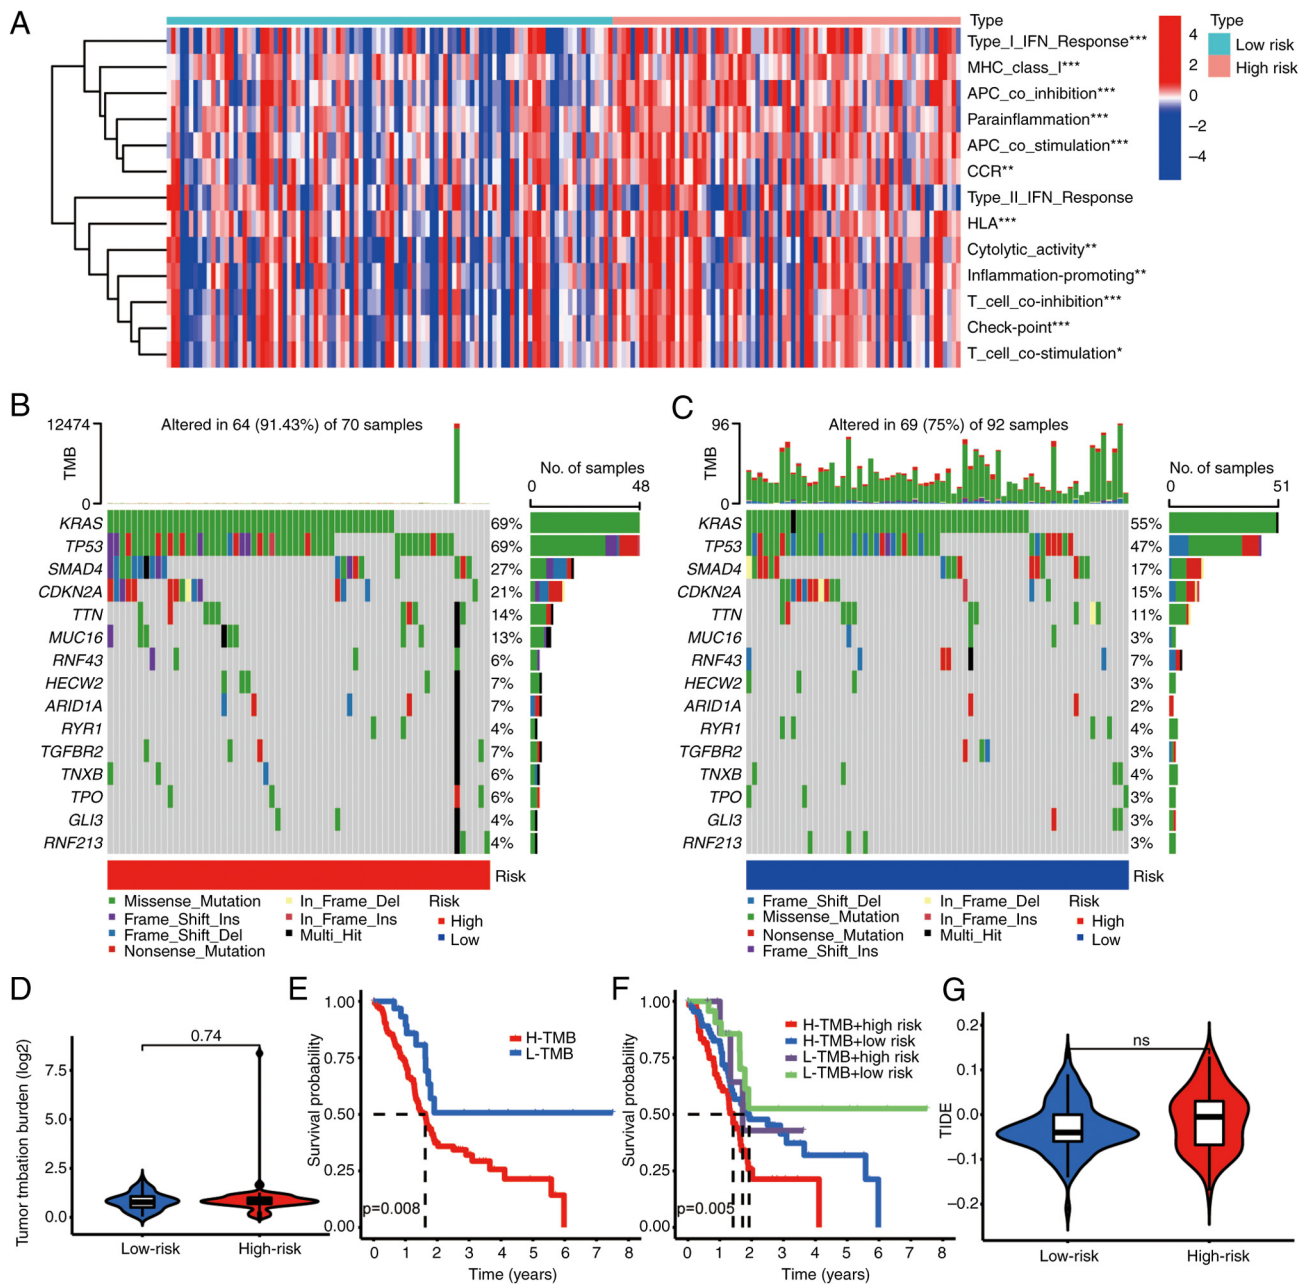 A
Type
Type_I_IFN_Response***
MHC_class_I***
APC_co_inhibition***
Parainflammation***
APC_co_stimulation***
CCR**
Type_II_IFN_Response
HLA***
Cytolytic_activity**
Inflammation-promoting**
T_cell_co-inhibition***
Check-point***
T_cell_co-stimulation*
4
2
0
−2
−4
Type
Low risk
High risk
B
Altered in 64 (91.43%) of 70 samples
12474
TMB
0
No. of samples
0 48
KRAS 69%
TP53 69%
SMAD4 27%
CDKN2A 21%
TTN 14%
MUC16 13%
RNF43 6%
HECW2 7%
ARID1A 7%
RYR1 4%
TGFBR2 7%
TNXB 6%
TPO 6%
GLI3 4%
RNF213 4%
Risk
Missense_Mutation
Frame_Shift_Ins
Frame_Shift_Del
Nonsense_Mutation
In_Frame_Del
In_Frame_Ins
Multi_Hit
Risk
High
Low
C
Altered in 69 (75%) of 92 samples
96
TMB
0
No. of samples
0 51
KRAS 55%
TP53 47%
SMAD4 17%
CDKN2A 15%
TTN 11%
MUC16 3%
RNF43 7%
HECW2 3%
ARID1A 2%
RYR1 4%
TGFBR2 3%
TNXB 4%
TPO 3%
GLI3 3%
RNF213 3%
Risk
Frame_Shift_Del
Missense_Mutation
Nonsense_Mutation
Frame_Shift_Ins
In_Frame_Del
In_Frame_Ins
Multi_Hit
Risk
High
Low
D
Tumor tmbation burden (log2)
7.5
5.0
2.5
0.0
0.74
Low-risk High-risk
E
Survival probability
1.00
0.75
0.50
0.25
0.00
H-TMB
L-TMB
p=0.008
0 1 2 3 4 5 6 7 8
Time (years)
F
Survival probability
1.00
0.75
0.50
0.25
0.00
H-TMB+high risk
H-TMB+low risk
L-TMB+high risk
L-TMB+low risk
p=0.005
0 1 2 3 4 5 6 7 8
Time (years)
G
TIDE
0.2
0.1
0.0
−0.1
−0.2
ns
Low-risk High-risk